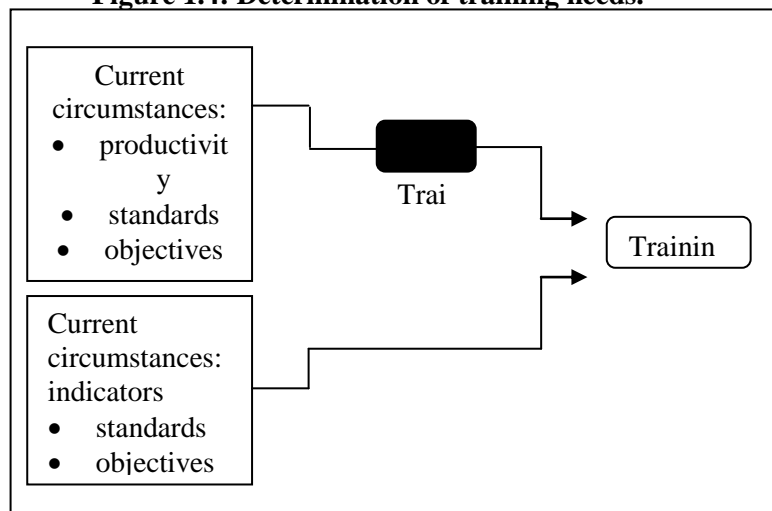 Figure 1.4: Determination of training needs.
Current
circumstances:
• productivit
y
• standards
• objectives
Trai
Trainin
Current
circumstances:
indicators
• standards
• objectives